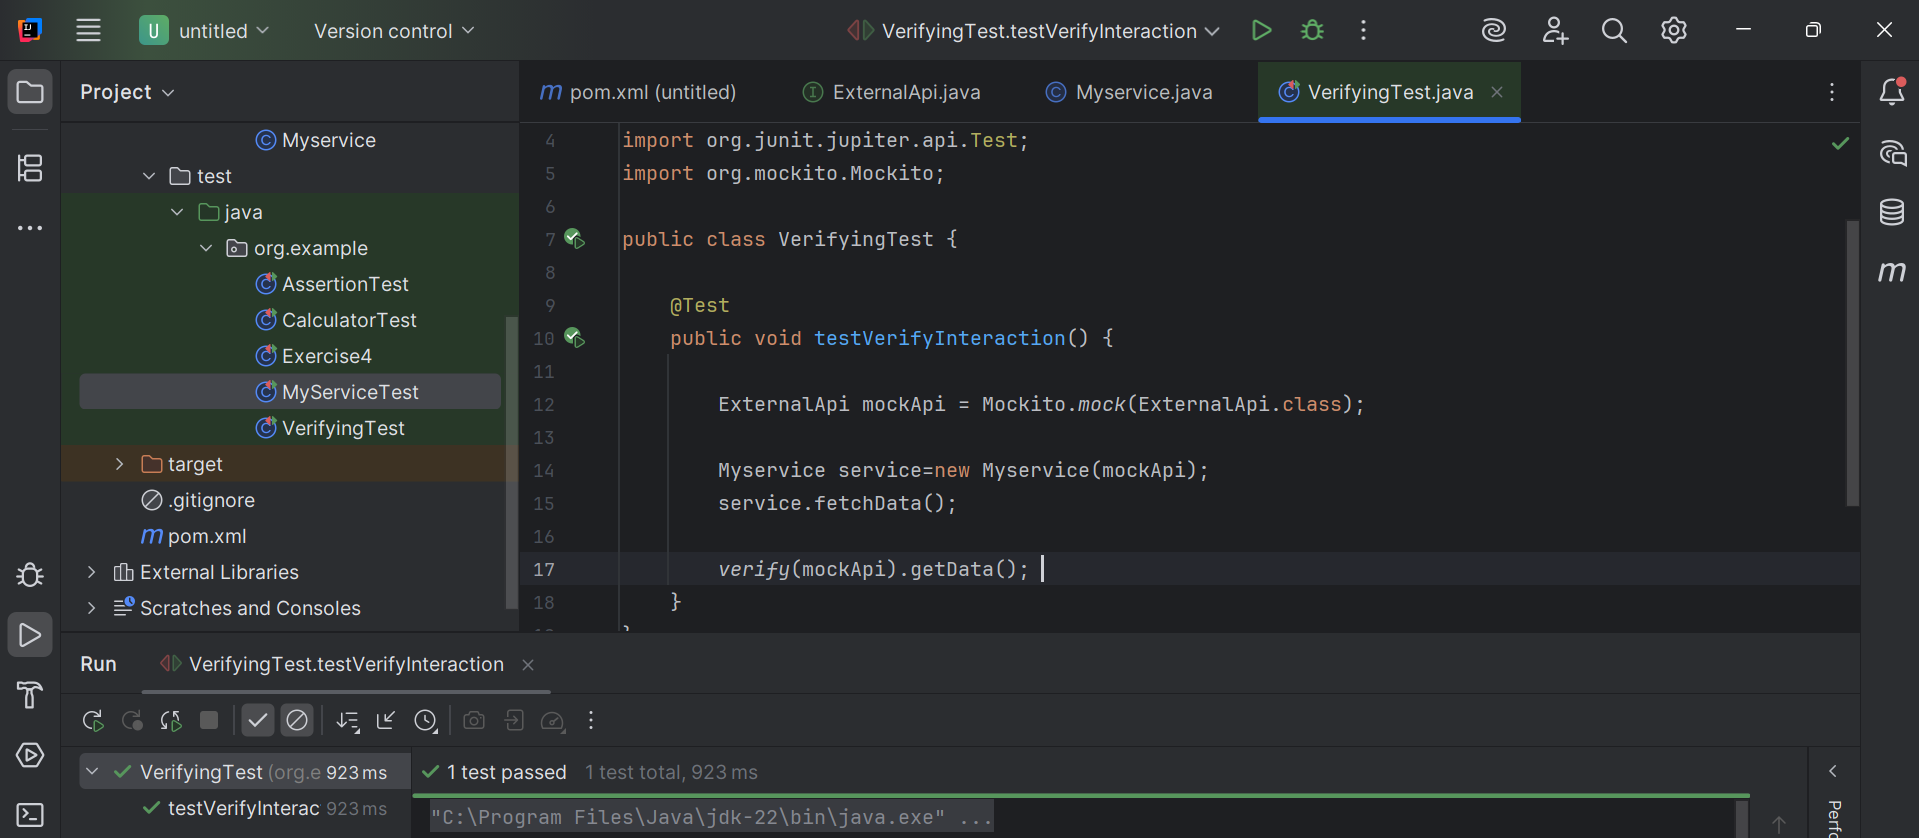 U untitled Version control VerifyingTest.testVerifyInteraction
Project
pom.xml (untitled) ExternalApi.java Myservice.java VerifyingTest.java
Myservice
test
java
org.example
AssertionTest
CalculatorTest
Exercise4
MyServiceTest
VerifyingTest
target
.gitignore
pom.xml
External Libraries
Scratches and Consoles
4 import org.junit.jupiter.api.Test;
5 import org.mockito.Mockito;
6
7 public class VerifyingTest {
8
9 @Test
10 public void testVerifyInteraction() {
11
12 ExternalApi mockApi = Mockito.mock(ExternalApi.class);
13
14 Myservice service=new Myservice(mockApi);
15 service.fetchData();
16
17 verify(mockApi).getData();
18 }
Run VerifyingTest.testVerifyInteraction
VerifyingTest (org.e 923 ms
testVerifyInterac 923 ms
1 test passed 1 test total, 923 ms
"C:\Program Files\Java\jdk-22\bin\java.exe" ...
Perfo